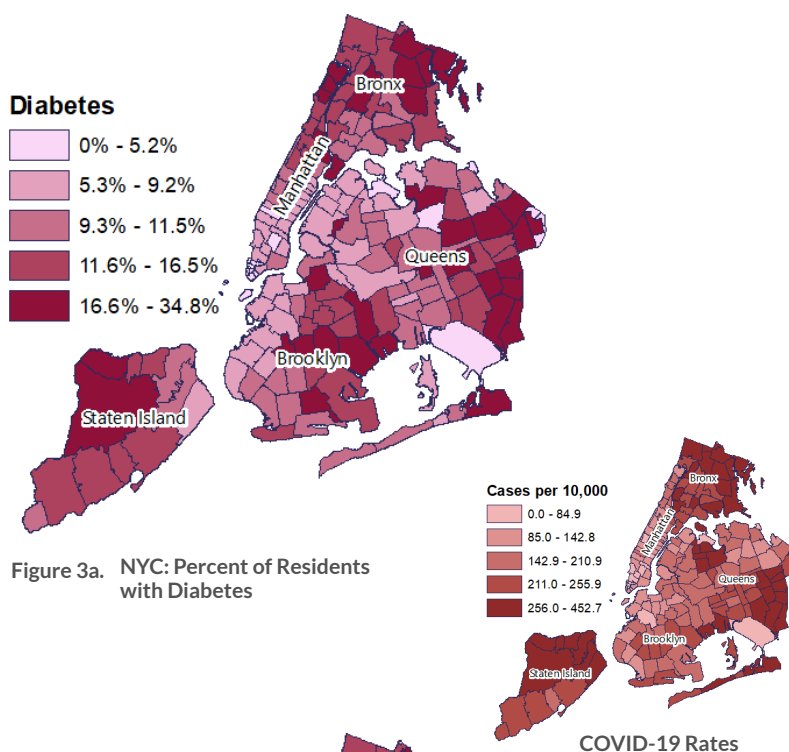 Diabetes
0% - 5.2%
5.3% - 9.2%
9.3% - 11.5%
11.6% - 16.5%
16.6% - 34.8%
Bronx
Manhattan
Queens
Brooklyn
Staten Island
Figure 3a. NYC: Percent of Residents
with Diabetes
Cases per 10,000
0.0 - 84.9
85.0 - 142.8
142.9 - 210.9
211.0 - 255.9
256.0 - 452.7
Bronx
Manhattan
Queens
Brooklyn
Staten Island
COVID-19 Rates